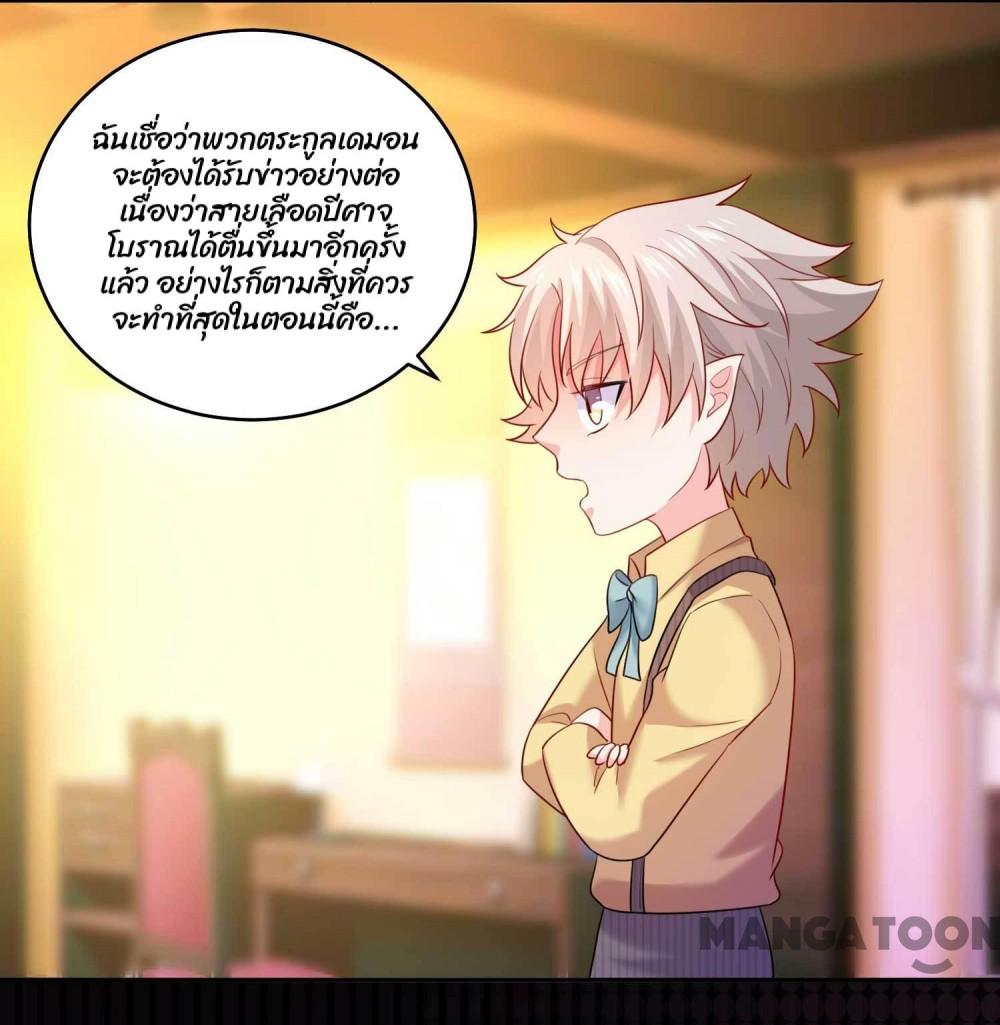 ฉันเชื่อว่าพวกตระกูลเดมอน
จะต้องได้รับข่าวอย่างต่อ
เนื่องว่าสายเลือดปีศาจ
โบราณได้ตื่นขึ้นมาอีกครั้ง
แล้ว อย่างไรก็ตามสิ่งที่ควร
จะทำที่สุดในตอนนี้คือ...
MANGATOON